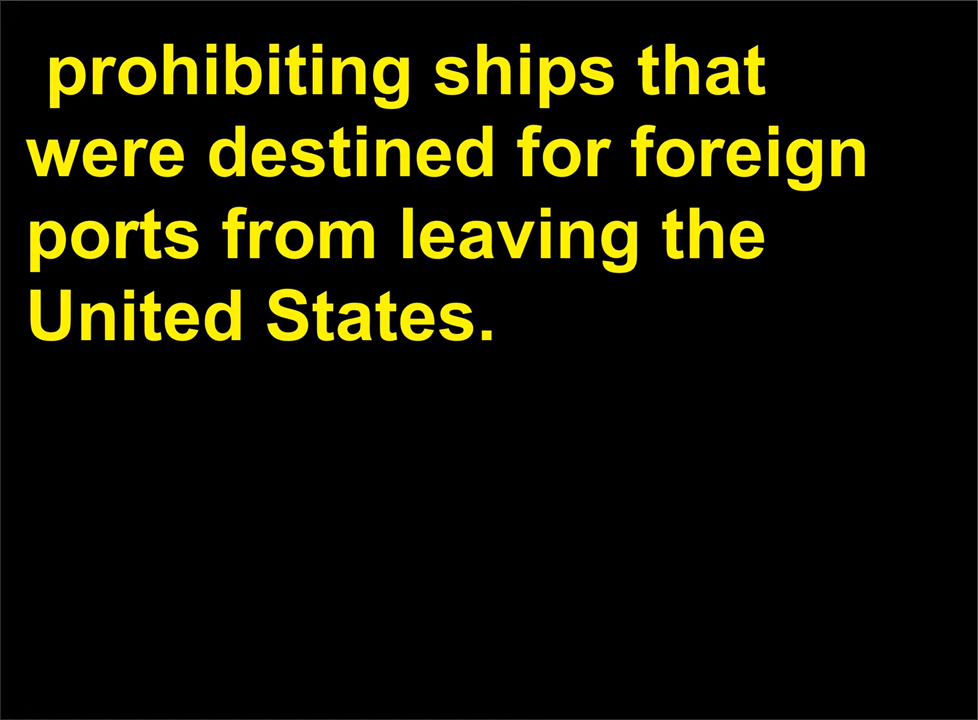 prohibiting ships that
were destined for foreign
ports from leaving the
United States.